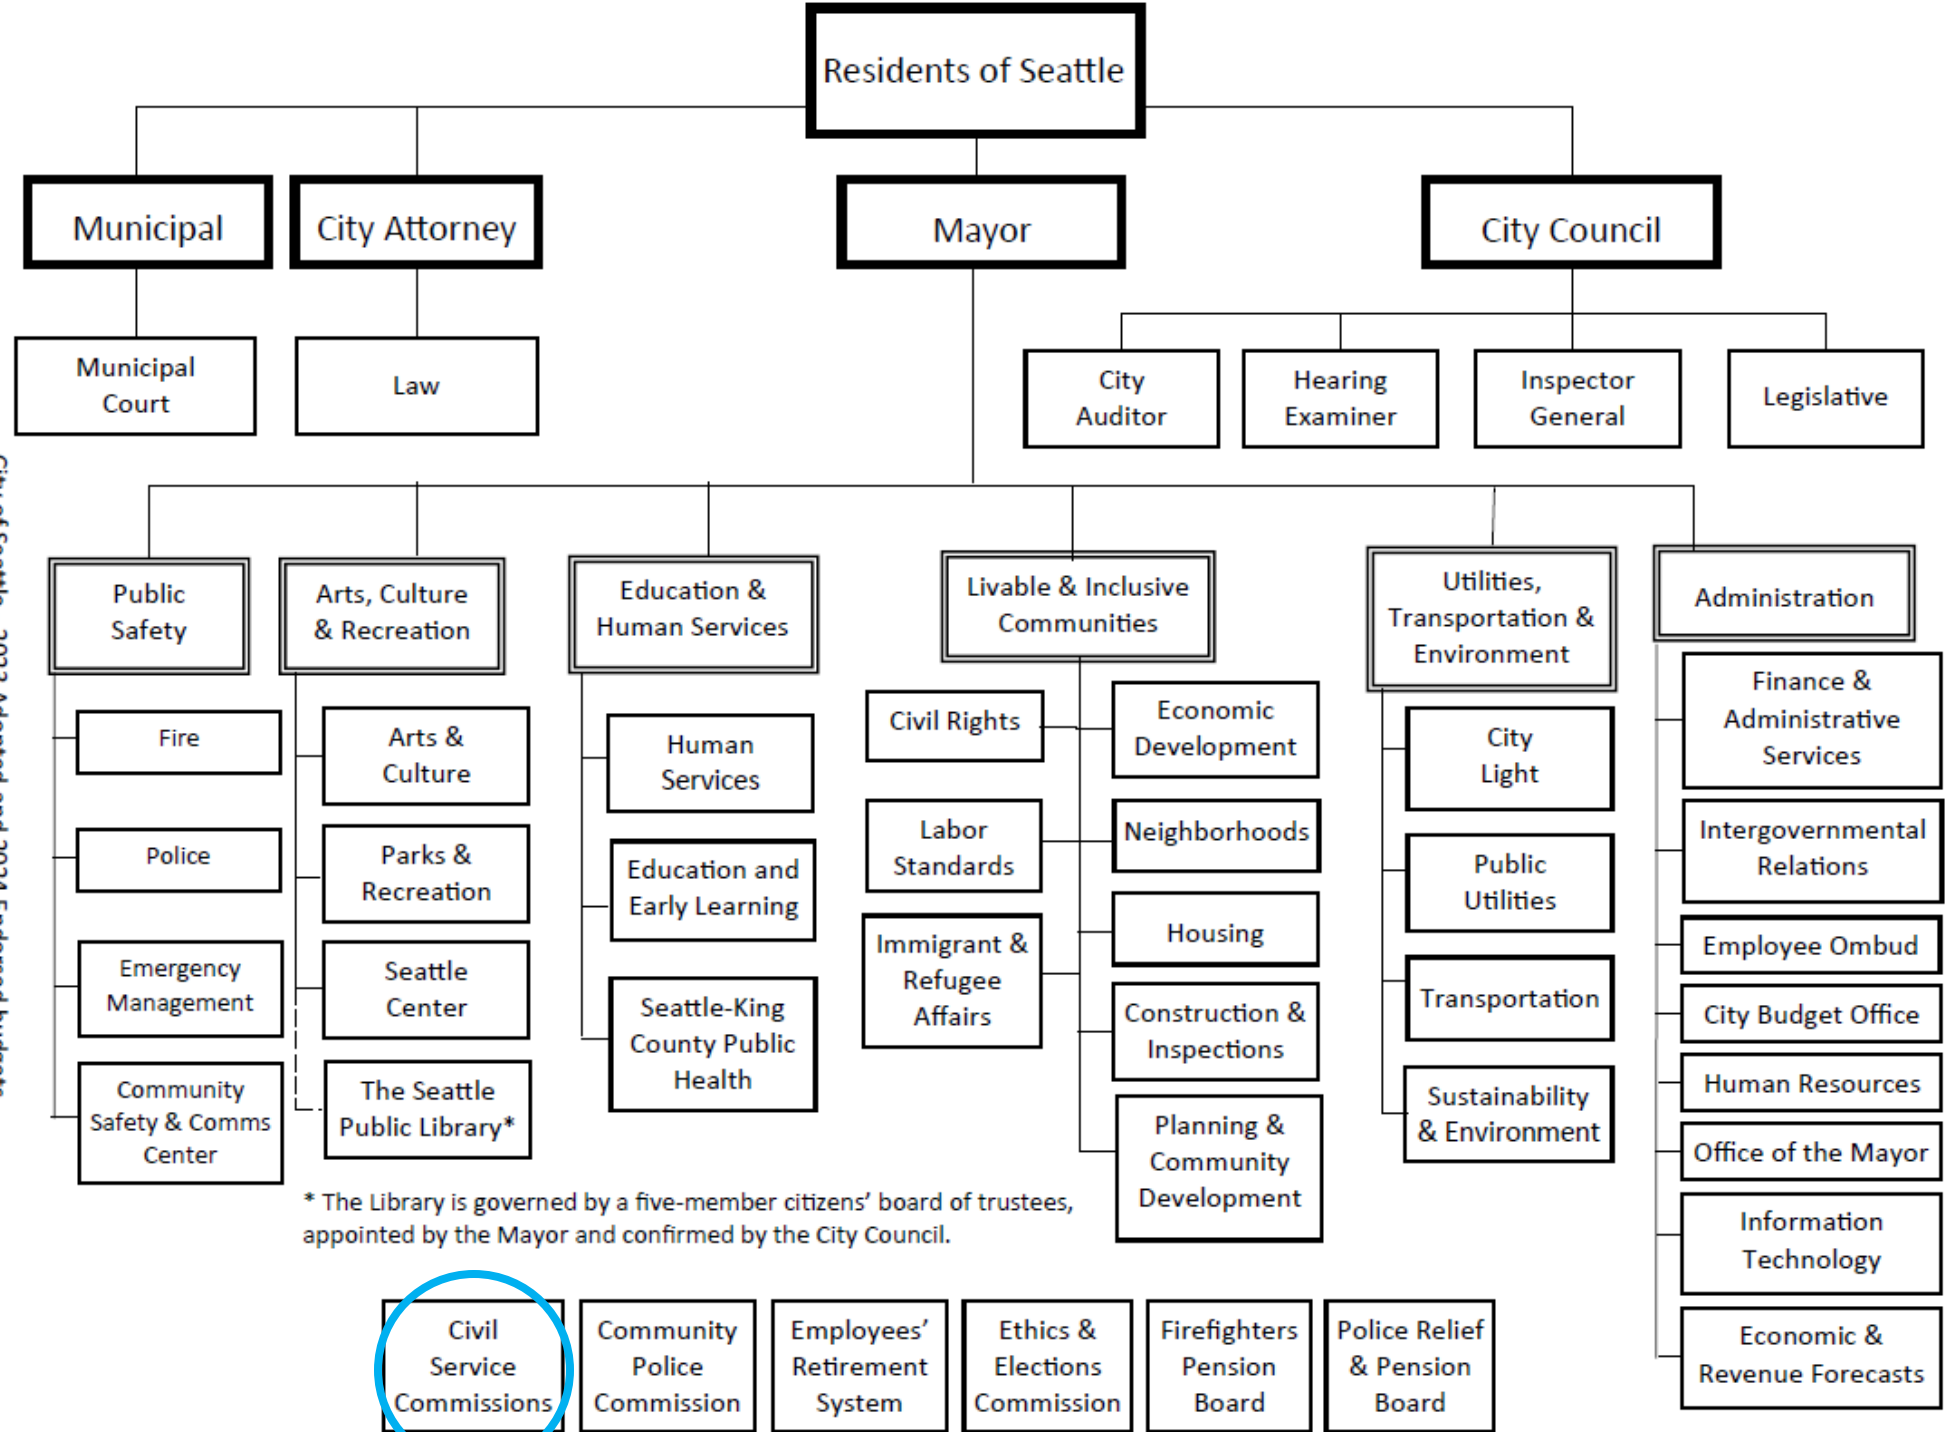 Residents of Seattle
Municipal
City Attorney
Mayor
City Council
Municipal
Court
Law
City
Auditor
Hearing
Examiner
Inspector
General
Legislative
Public
Safety
Arts, Culture
& Recreation
Education &
Human Services
Livable & Inclusive
Communities
Utilities,
Transportation &
Environment
Administration
Fire
Police
Emergency
Management
Community
Safety & Comms
Center
Arts &
Culture
Parks &
Recreation
Seattle
Center
The Seattle
Public Library*
Human
Services
Education and
Early Learning
Seattle-King
County Public
Health
Civil Rights
Labor
Standards
Immigrant &
Refugee
Affairs
Economic
Development
Neighborhoods
Housing
Construction &
Inspections
Planning &
Community
Development
City
Light
Public
Utilities
Transportation
Sustainability
& Environment
Finance &
Administrative
Services
Intergovernmental
Relations
Employee Ombud
City Budget Office
Human Resources
Office of the Mayor
Information
Technology
Economic &
Revenue Forecasts
* The Library is governed by a five-member citizens’ board of trustees,
appointed by the Mayor and confirmed by the City Council.
Civil
Service
Commissions
Community
Police
Commission
Employees’
Retirement
System
Ethics &
Elections
Commission
Firefighters
Pension
Board
Police Relief
& Pension
Board